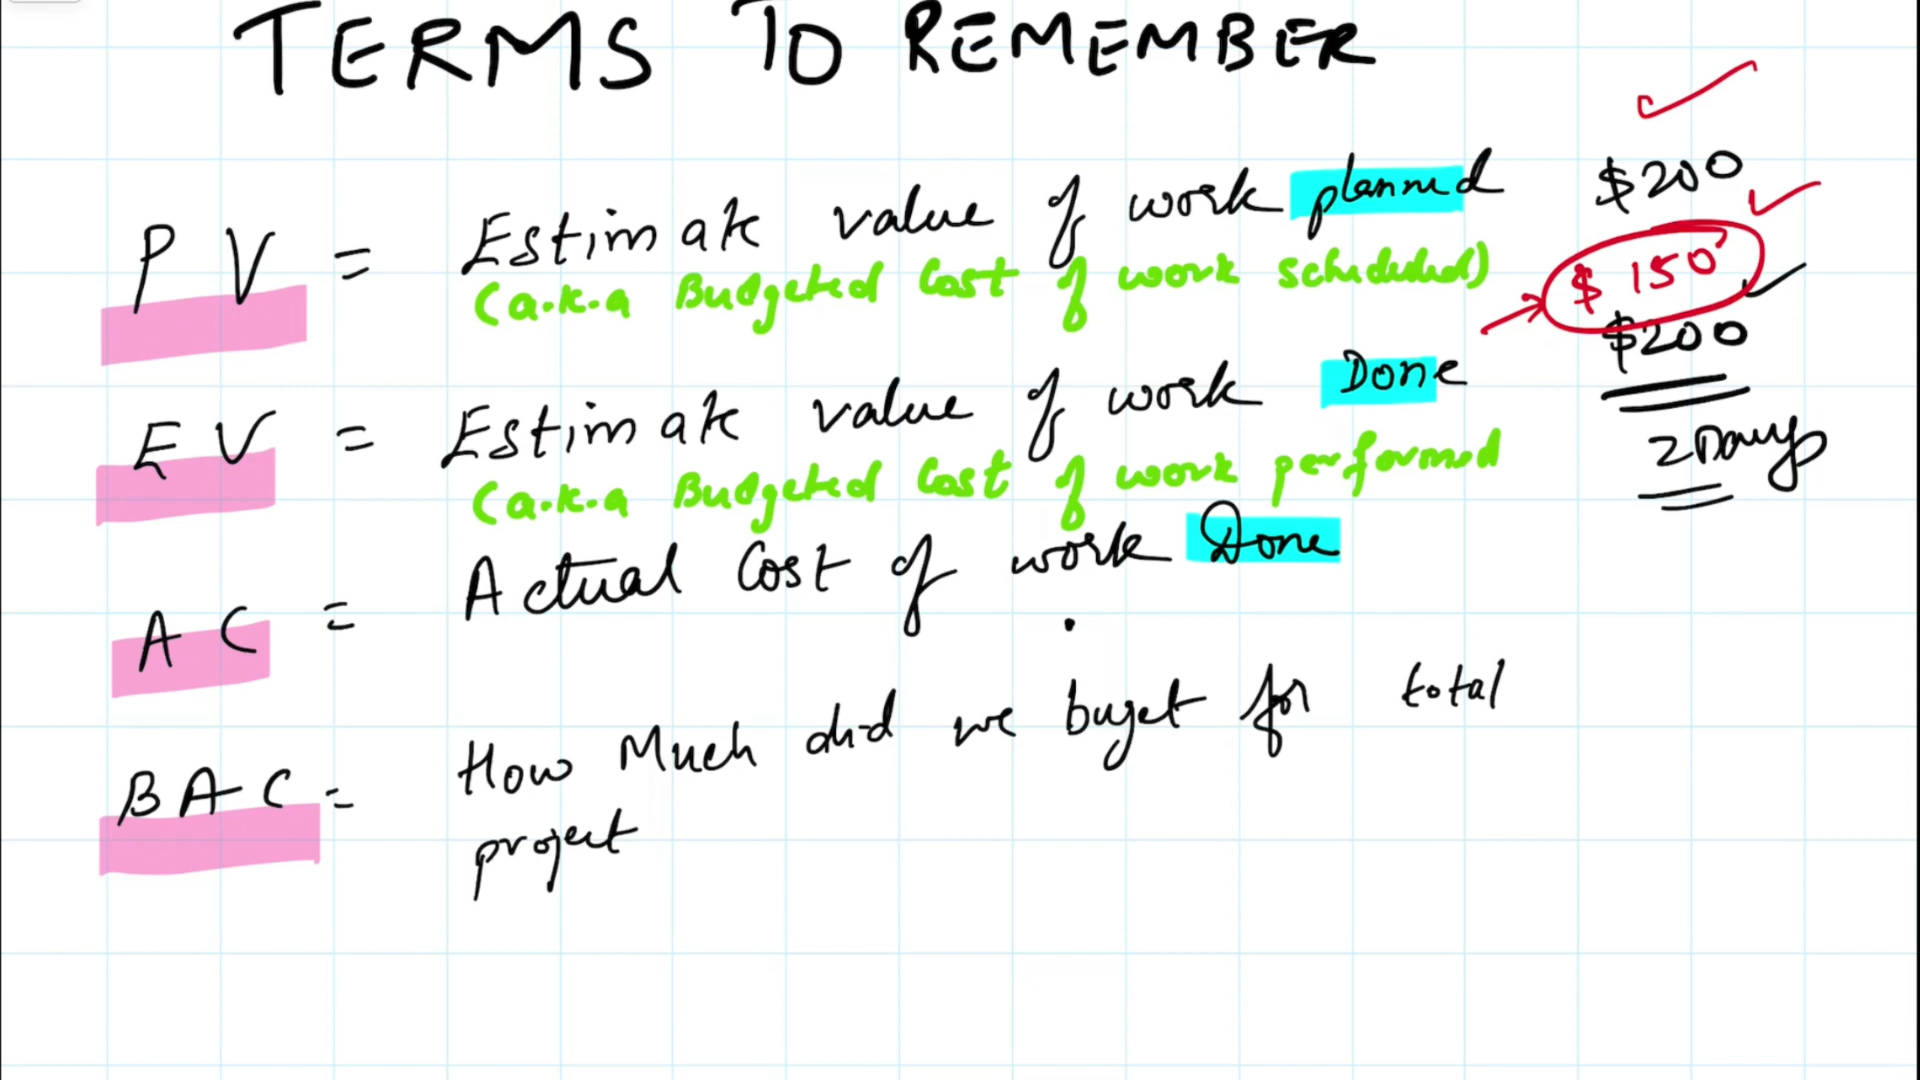 TERMS TO REMEMBER
PV = Estimate value of work planned
(a.k.a Budgeted Cost of work scheduled)
$200
$150
$200
2 Days
EV = Estimate value of work Done
(a.k.a Budgeted Cost of work performed
AC = Actual Cost of work Done
BAC = How Much did we buget for total
project